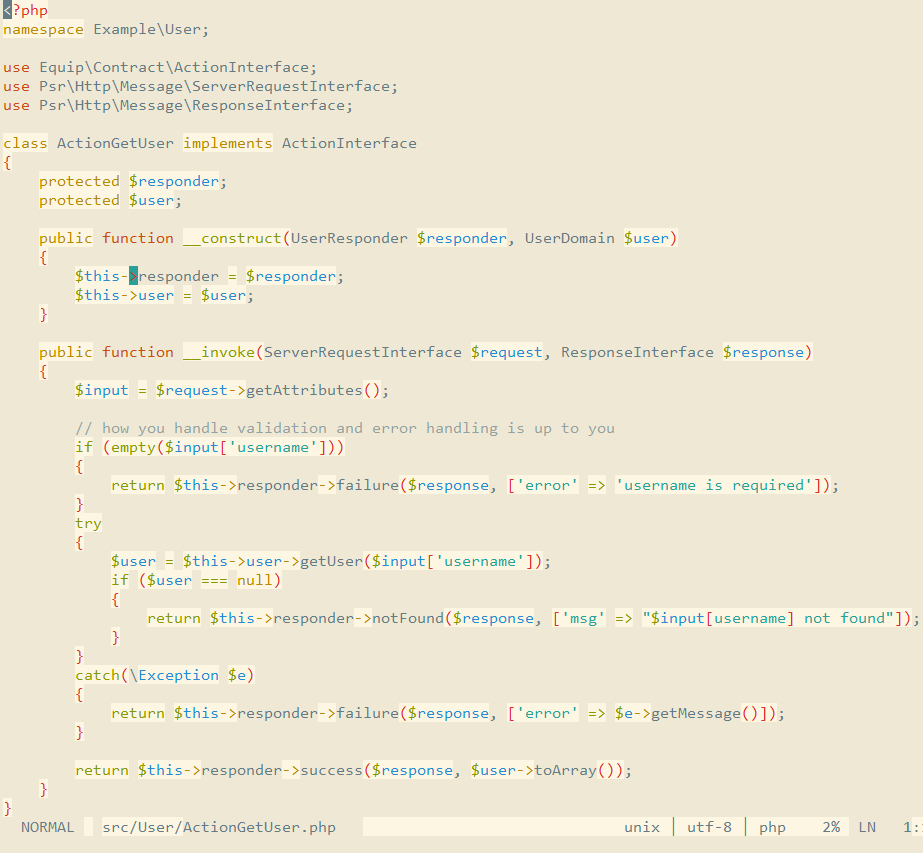 <?php
namespace Example\User;

use Equip\Contract\ActionInterface;
use Psr\Http\Message\ServerRequestInterface;
use Psr\Http\Message\ResponseInterface;

class ActionGetUser implements ActionInterface
{
    protected $responder;
    protected $user;

    public function __construct(UserResponder $responder, UserDomain $user)
    {
        $this->responder = $responder;
        $this->user = $user;
    }

    public function __invoke(ServerRequestInterface $request, ResponseInterface $response)
    {
        $input = $request->getAttributes();

        // how you handle validation and error handling is up to you
        if (empty($input['username']))
        {
            return $this->responder->failure($response, ['error' => 'username is required']);
        }
        try
        {
            $user = $this->user->getUser($input['username']);
            if ($user === null)
            {
                return $this->responder->notFound($response, ['msg' => "$input[username] not found"]);
            }
        }
        catch(\Exception $e)
        {
            return $this->responder->failure($response, ['error' => $e->getMessage()]);
        }

        return $this->responder->success($response, $user->toArray());
    }
}
NORMAL src/User/ActionGetUser.php unix | utf-8 | php 2% LN 1: